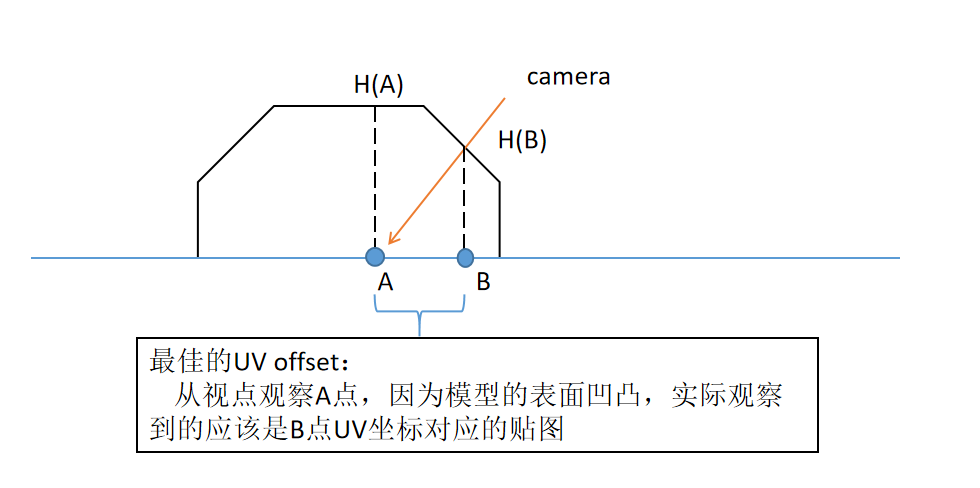 camera
H(A)
H(B)
A
B
最佳的UV offset：
从视点观察A点，因为模型的表面凹凸，实际观察
到的应该是B点UV坐标对应的贴图